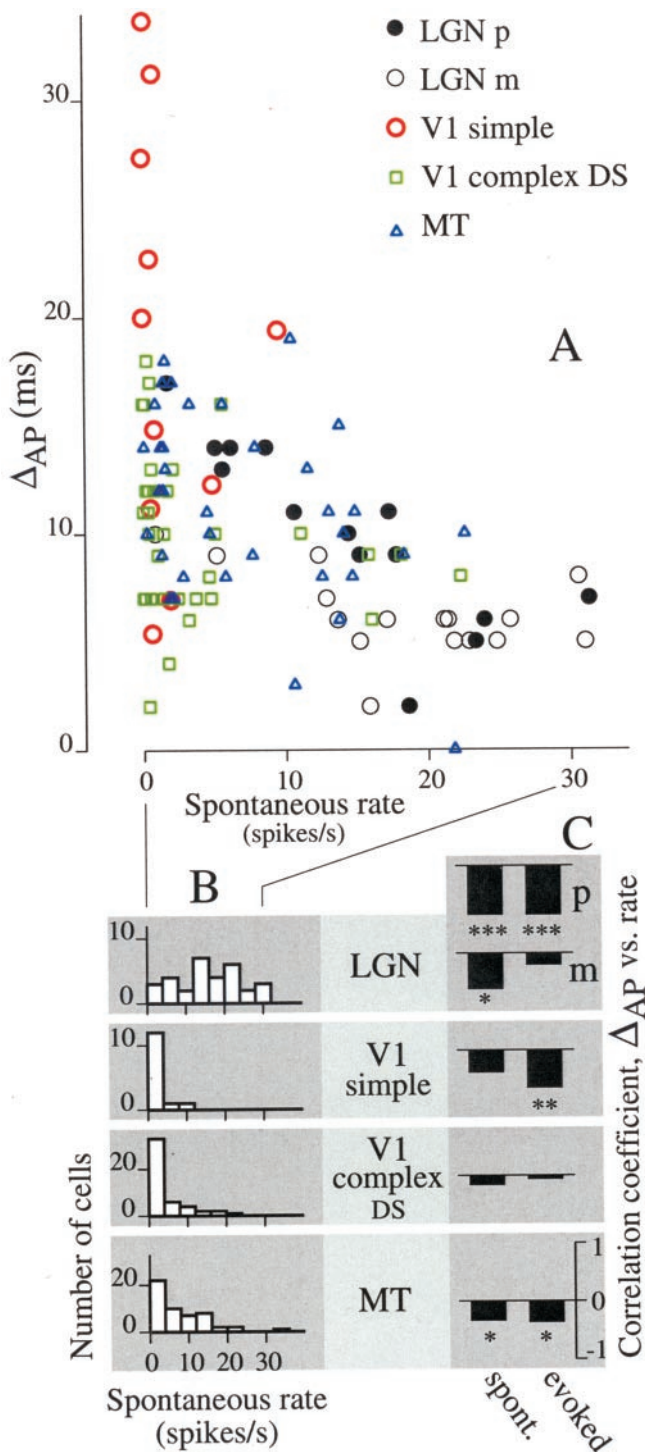 LGN p
LGN m
V1 simple
V1 complex DS
MT
A
30
20
10
0
Δ_AP (ms)
0 10 20 30
Spontaneous rate
(spikes/s)
B
C
p
*** ***
m
*
LGN
10
0
V1
simple
10
0
**
V1
complex
DS
20
0
MT
20
0
0 10 20 30
1
0
-1
* *
Number of cells
Spontaneous rate
(spikes/s)
spont.
evoked
Correlation coefficient, Δ_AP vs. rate